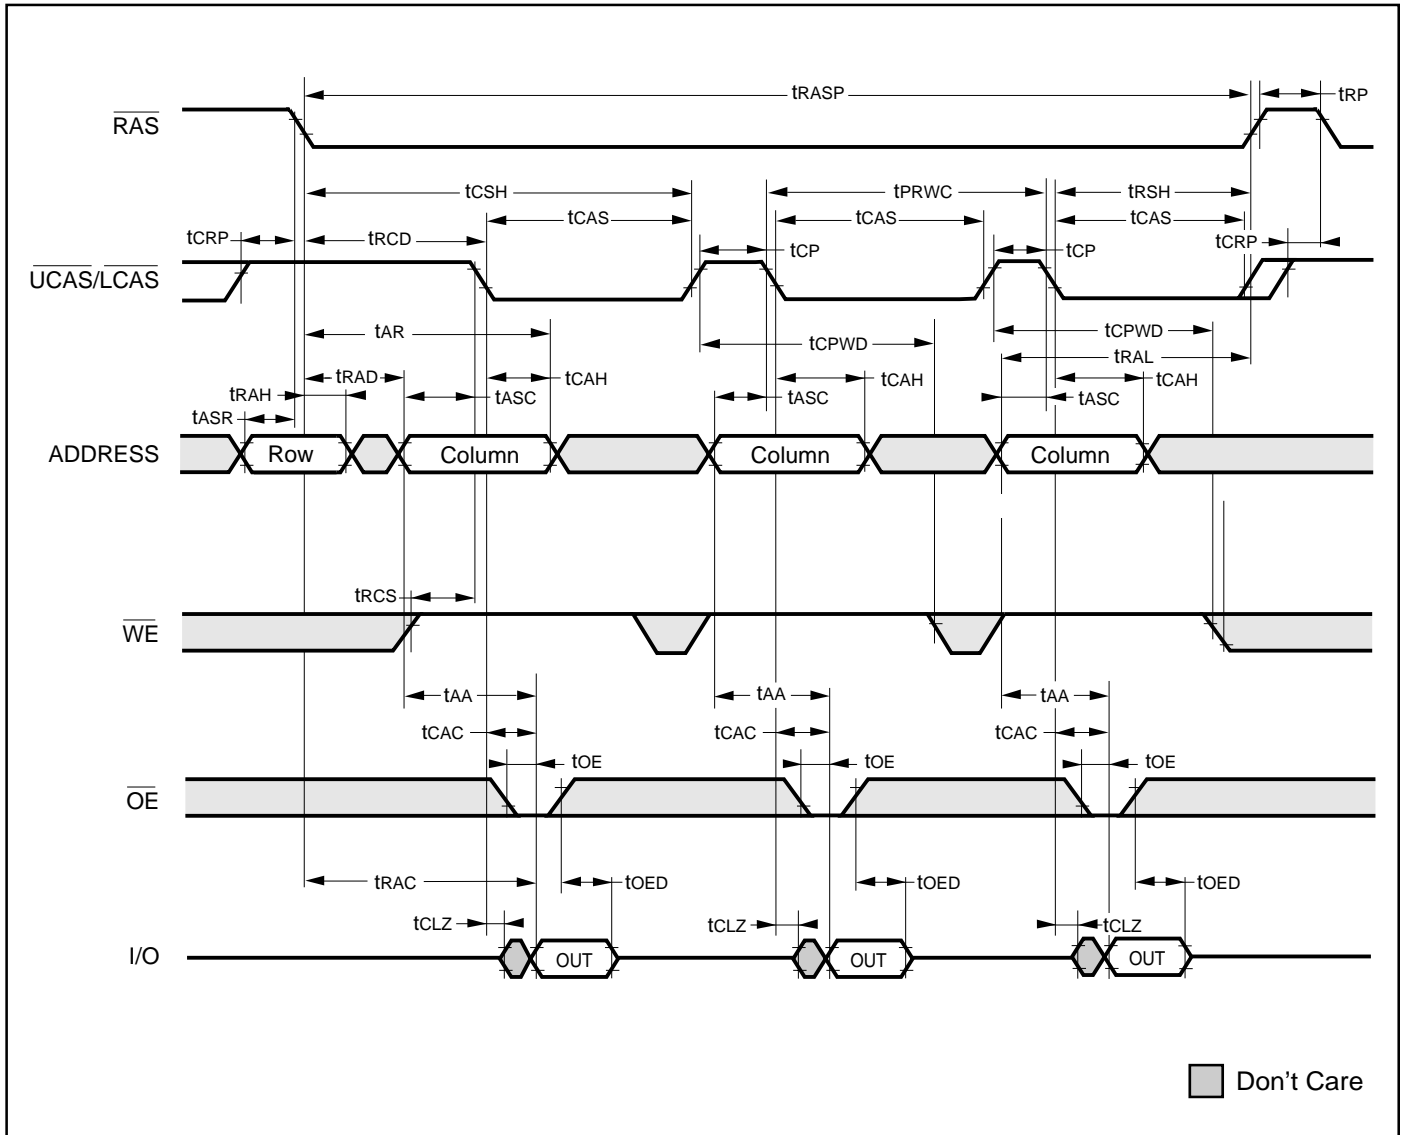 tRASP
tRP
RAS
tCSH
tPRWC
tRSH
tCAS
tCAS
tCAS
tCRP
tRCD
tCP
tCP
tCRP
UCAS/LCAS
tAR
tCPWD
tCPWD
tRAL
tRAD
tCAH
tCAH
tCAH
tRAH
tASC
tASC
tASC
tASR
ADDRESS
Row
Column
Column
Column
tRCS
WE
tAA
tAA
tAA
tCAC
tCAC
tCAC
tOE
tOE
tOE
OE
tRAC
tOED
tOED
tOED
tCLZ
tCLZ
tCLZ
I/O
OUT
OUT
OUT
Don't Care